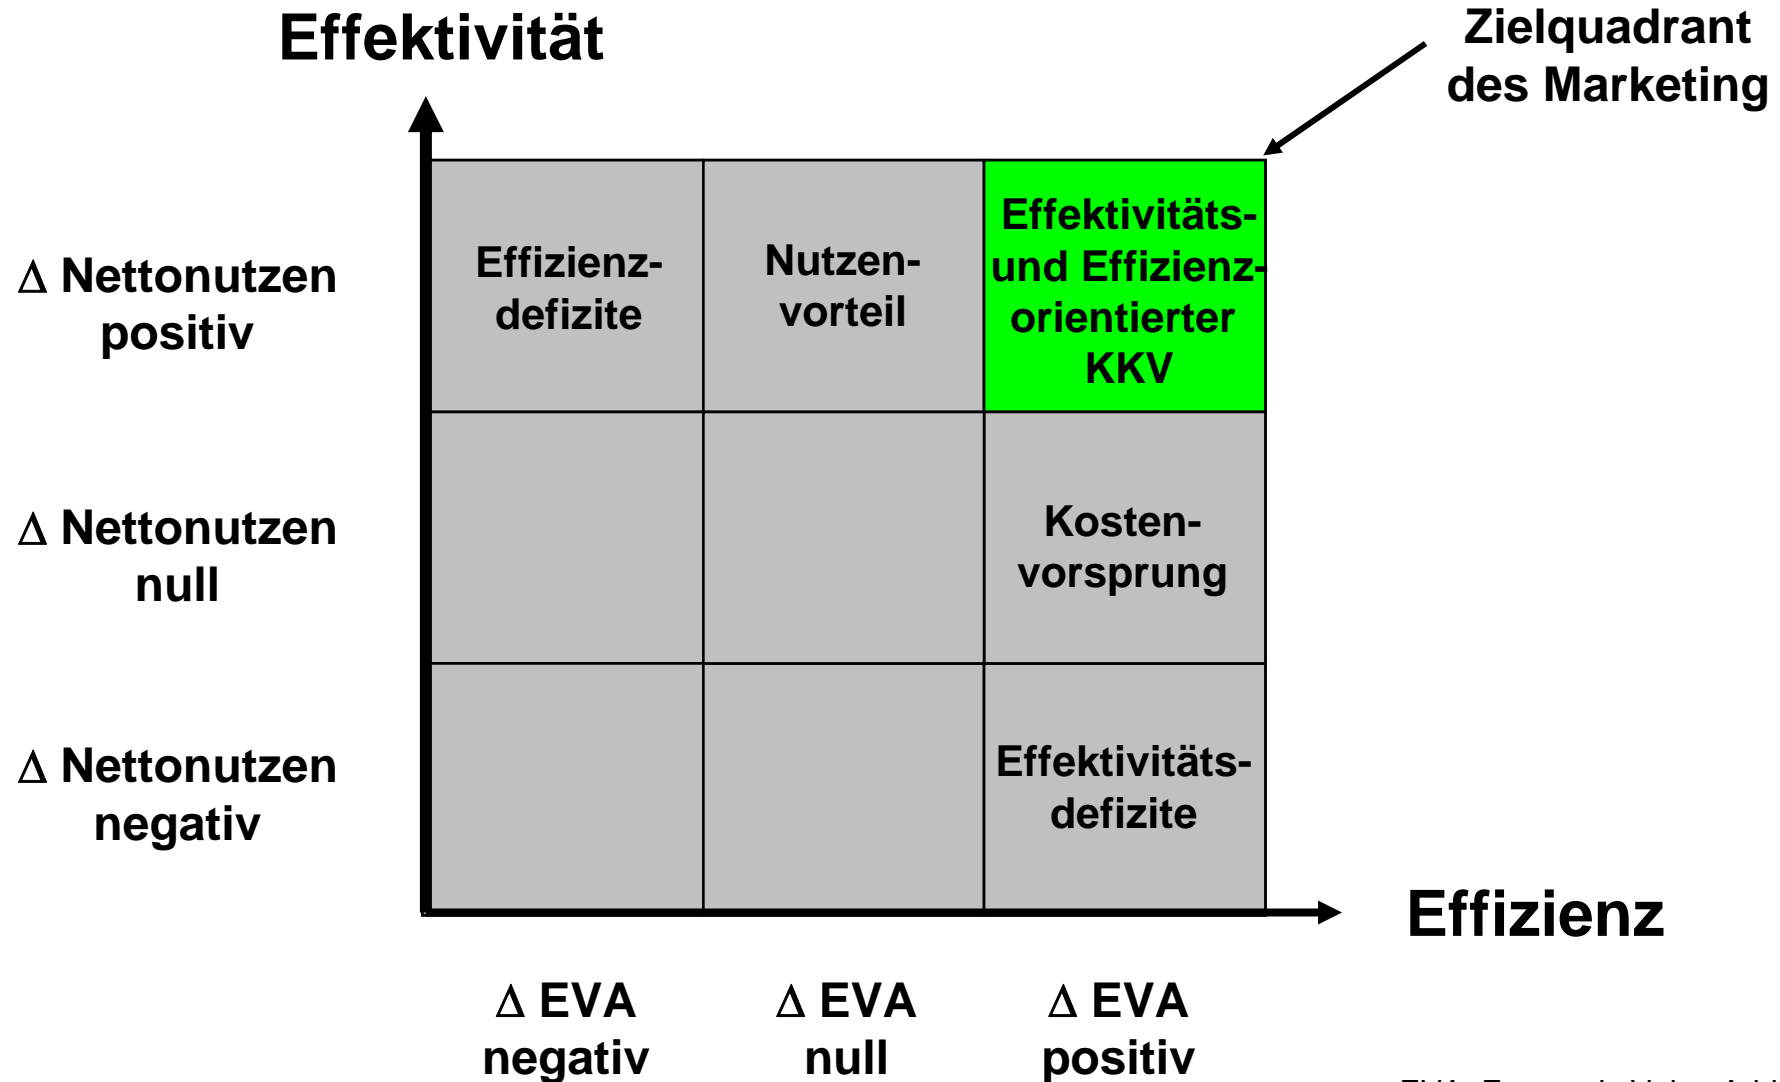 Effektivität
Zielquadrant
des Marketing
Δ Nettonutzen
positiv
Effizienz-
defizite
Nutzen-
vorteil
Effektivitäts-
und Effizienz-
orientierter
KKV
Δ Nettonutzen
null
Kosten-
vorsprung
Δ Nettonutzen
negativ
Effektivitäts-
defizite
Effizienz
Δ EVA
negativ
Δ EVA
null
Δ EVA
positiv